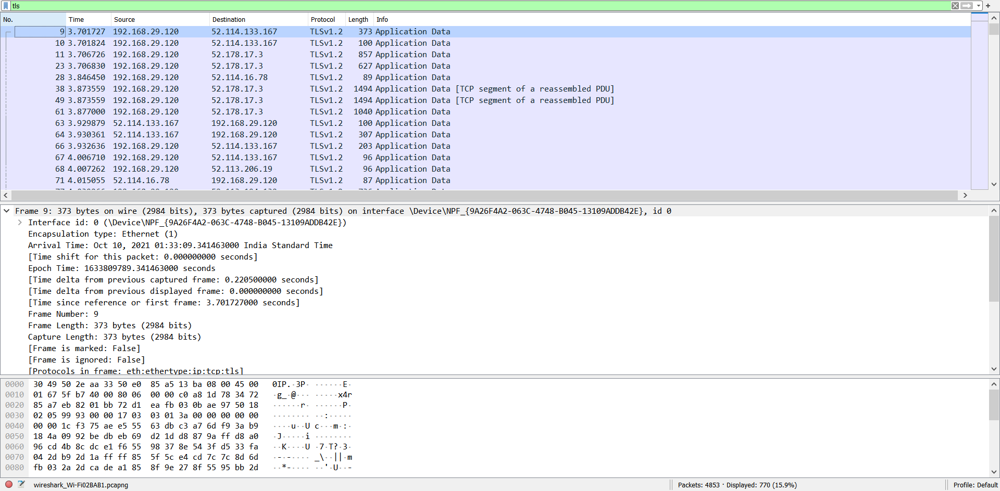 tls
No. Time Source Destination Protocol Length Info
9 3.701727 192.168.29.120 52.114.133.167 TLSv1.2 373 Application Data
10 3.701824 192.168.29.120 52.114.133.167 TLSv1.2 100 Application Data
11 3.706726 192.168.29.120 52.178.17.3 TLSv1.2 857 Application Data
23 3.706830 192.168.29.120 52.178.17.3 TLSv1.2 627 Application Data
28 3.846450 192.168.29.120 52.114.16.78 TLSv1.2 89 Application Data
38 3.873559 192.168.29.120 52.178.17.3 TLSv1.2 1494 Application Data [TCP segment of a reassembled PDU]
49 3.873559 192.168.29.120 52.178.17.3 TLSv1.2 1494 Application Data [TCP segment of a reassembled PDU]
61 3.877000 192.168.29.120 52.178.17.3 TLSv1.2 1040 Application Data
63 3.929879 52.114.133.167 192.168.29.120 TLSv1.2 100 Application Data
64 3.930361 52.114.133.167 192.168.29.120 TLSv1.2 307 Application Data
66 3.932636 192.168.29.120 52.114.133.167 TLSv1.2 203 Application Data
67 4.006710 192.168.29.120 52.114.133.167 TLSv1.2 96 Application Data
68 4.007262 192.168.29.120 52.113.206.19 TLSv1.2 96 Application Data
71 4.015055 52.114.16.78 192.168.29.120 TLSv1.2 87 Application Data
Frame 9: 373 bytes on wire (2984 bits), 373 bytes captured (2984 bits) on interface \Device\NPF_{9A26F4A2-063C-4748-B045-13109ADDB42E}, id 0
Interface id: 0 (\Device\NPF_{9A26F4A2-063C-4748-B045-13109ADDB42E})
Encapsulation type: Ethernet (1)
Arrival Time: Oct 10, 2021 01:33:09.341463000 India Standard Time
[Time shift for this packet: 0.000000000 seconds]
Epoch Time: 1633809789.341463000 seconds
[Time delta from previous captured frame: 0.220500000 seconds]
[Time delta from previous displayed frame: 0.000000000 seconds]
[Time since reference or first frame: 3.701727000 seconds]
Frame Number: 9
Frame Length: 373 bytes (2984 bits)
Capture Length: 373 bytes (2984 bits)
[Frame is marked: False]
[Frame is ignored: False]
[Protocols in frame: eth:ethertype:ip:tcp:tls]
0000 30 49 50 2e aa 33 50 e0 85 a5 13 ba 08 00 45 00 0IP.·3P· ······E·
0010 01 67 5f b7 40 00 80 06 00 00 c0 a8 1d 78 34 72 ·g_·@··· ·····x4r
0020 85 a7 eb 82 01 bb 72 d1 ea fb 03 0b ae 97 50 18 ······r· ······P·
0030 02 05 99 93 00 00 17 03 03 01 3a 00 00 00 00 00 ········ ··:·····
0040 00 00 1c f3 75 ae e5 55 63 db c3 a7 6d f9 3a b9 ····u··U c···m·:·
0050 18 4a 09 92 be db eb 69 d2 1d d8 87 9a ff d8 a0 ·J·····i ········
0060 96 cd 4b 8c dc e1 f6 55 98 37 8e 54 3f d5 33 fa ··K····U ·7·T?·3·
0070 04 2d b9 2d 1a ff ff 85 5f 5c e4 cd 7c 7c 8d 6d ·-·-···· _\··||·m
0080 fb 03 2a 2d ca de a1 85 8f 9e 27 8f 55 95 bb 2d ··*-···· ··'·U··-
wireshark_Wi-Fi02BAB1.pcapng Packets: 4853 · Displayed: 770 (15.9%) Profile: Default